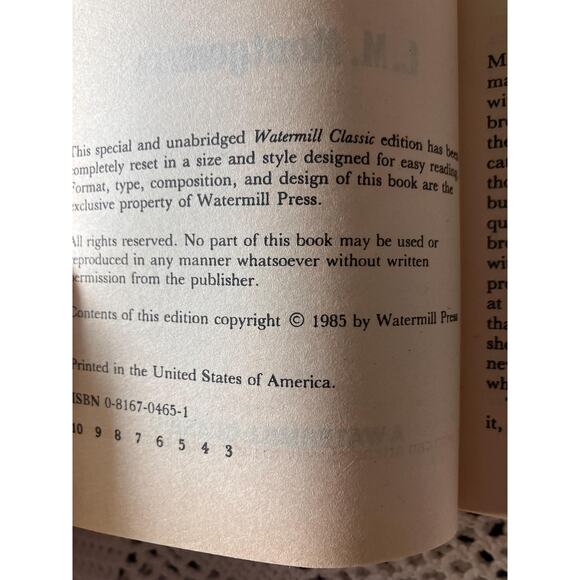 This special and unabridged Watermill Classic edition has been
completely reset in a size and style designed for easy reading.
Format, type, composition, and design of this book are the
exclusive property of Watermill Press.
All rights reserved. No part of this book may be used or
reproduced in any manner whatsoever without written
permission from the publisher.
Contents of this edition copyright © 1985 by Watermill Press
Printed in the United States of America.
ISBN 0-8167-0465-1
10 9 8 7 6 5 4 3
L.M. Montgomery
it,